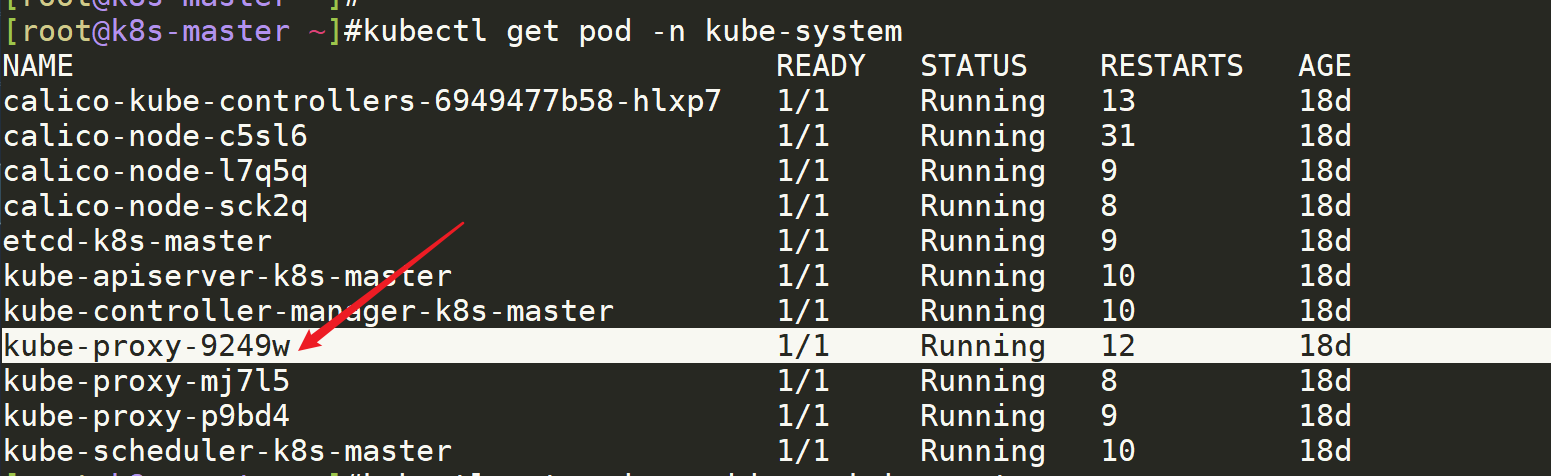 [root@k8s-master ~]#
[root@k8s-master ~]#kubectl get pod -n kube-system
NAME READY STATUS RESTARTS AGE
calico-kube-controllers-6949477b58-hlxp7 1/1 Running 13 18d
calico-node-c5sl6 1/1 Running 31 18d
calico-node-l7q5q 1/1 Running 9 18d
calico-node-sck2q 1/1 Running 8 18d
etcd-k8s-master 1/1 Running 9 18d
kube-apiserver-k8s-master 1/1 Running 10 18d
kube-controller-manager-k8s-master 1/1 Running 10 18d
kube-proxy-9249w 1/1 Running 12 18d
kube-proxy-mj7l5 1/1 Running 8 18d
kube-proxy-p9bd4 1/1 Running 9 18d
kube-scheduler-k8s-master 1/1 Running 10 18d